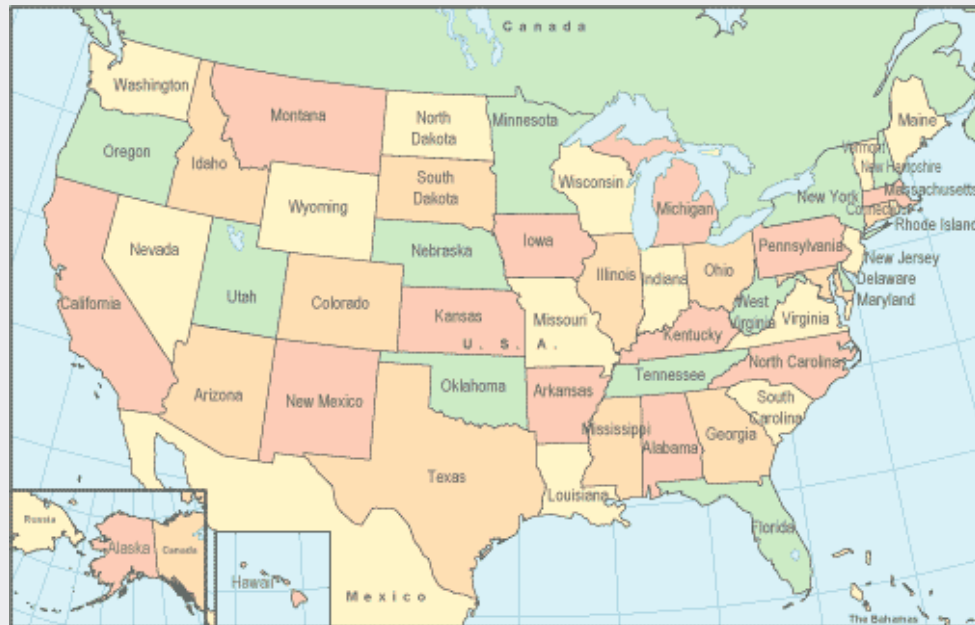 Canada
Washington
Montana
North
Dakota
Minnesota
Maine
Oregon
Idaho
Vermont
New Hampshire
South
Dakota
Wisconsin
Wyoming
Michigan
New York
Massachusetts
Connecticut
Rhode Island
Nevada
Nebraska
Iowa
Pennsylvania
New Jersey
Illinois
Indiana
Ohio
Delaware
Utah
Colorado
California
Kansas
Missouri
West
Virginia
Virginia
Maryland
U. S. A.
Kentucky
North Carolina
Tennessee
Arizona
New Mexico
Oklahoma
Arkansas
South
Carolina
Mississippi
Alabama
Georgia
Texas
Louisiana
Florida
Russia
Alaska
Canada
Hawaii
Mexico
The Bahamas